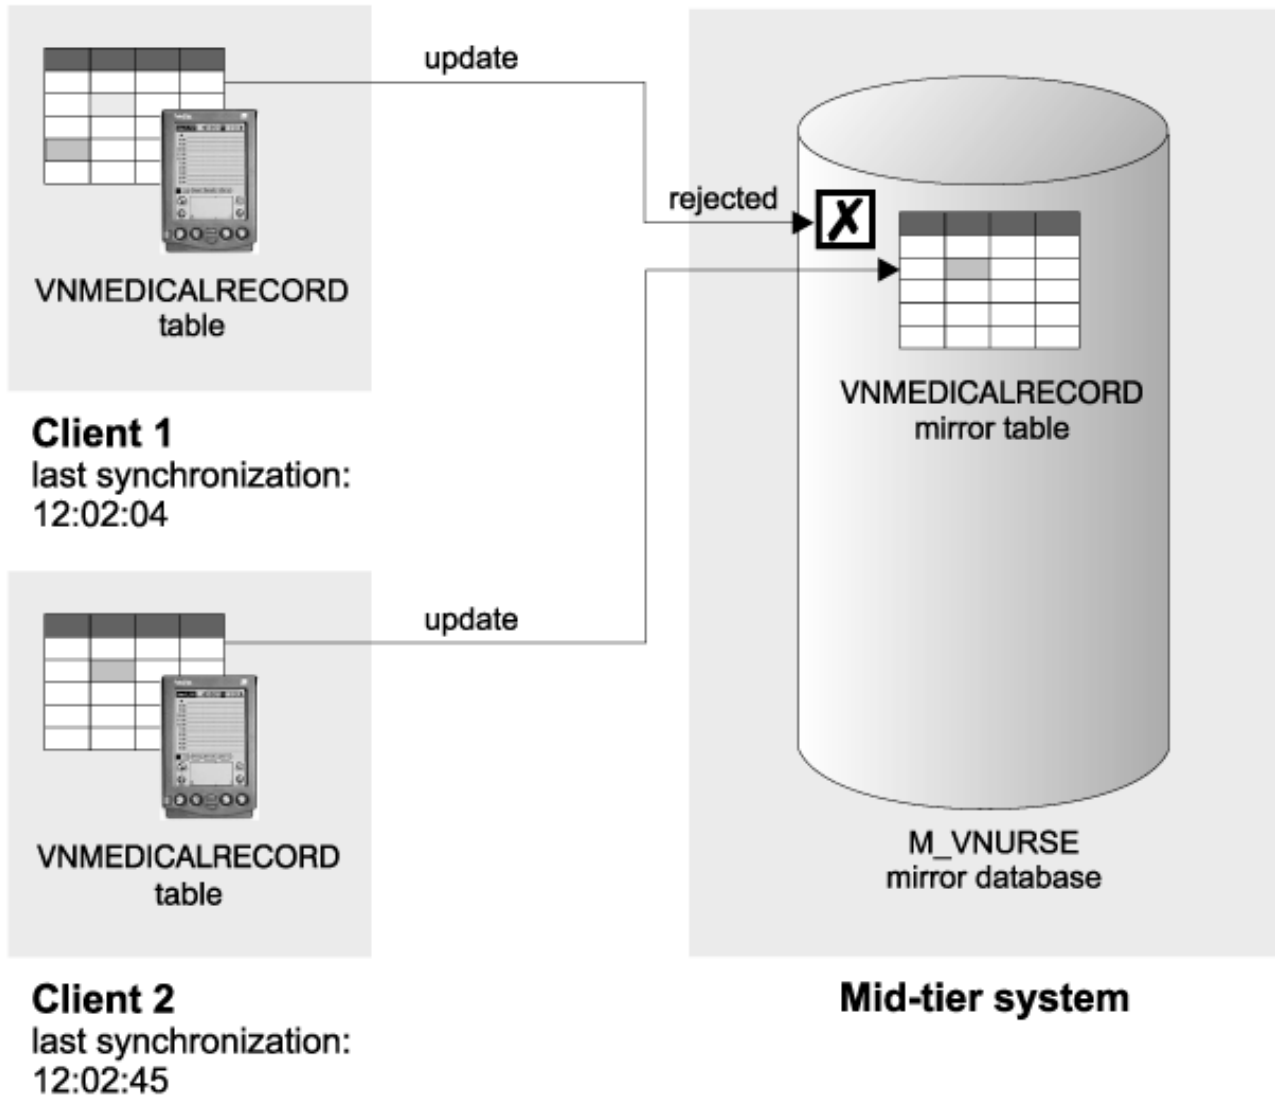 update
rejected
VNMEDICALRECORD
table
Client 1
last synchronization:
12:02:04
VNMEDICALRECORD
mirror table
update
VNMEDICALRECORD
table
Client 2
last synchronization:
12:02:45
M_VNURSE
mirror database
Mid-tier system